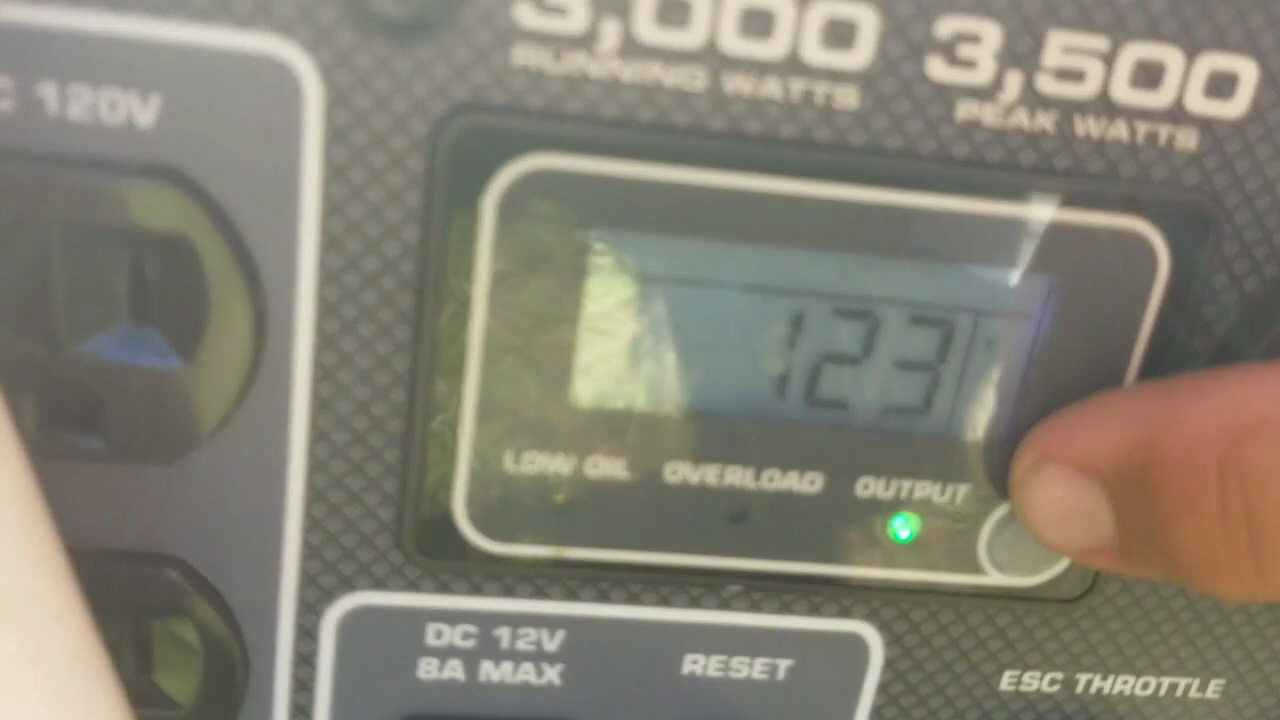 3,000
RUNNING WATTS
3,500
PEAK WATTS
120V
123
LOW OIL
OVERLOAD
OUTPUT
DC 12V
8A MAX
RESET
ESC THROTTLE